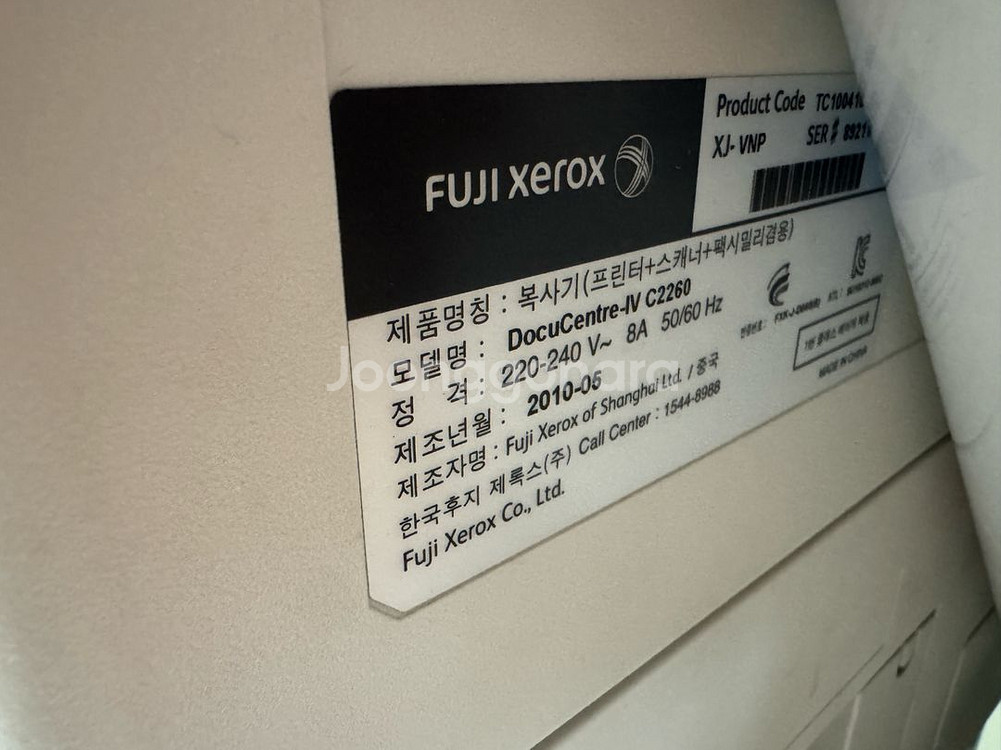 FUJI xerox
Product Code TC10041
XJ-VNP SER # 8921
제품명칭 : 복사기(프린터+스캐너+팩시밀리겸용)
모델명 : DocuCentre-IV C2260
정 격 : 220-240 V~ 8A 50/60 Hz
제조년월 : 2010-05
제조자명 : Fuji Xerox of Shanghai Ltd. / 중국
한국후지 제록스(주) Call Center : 1544-8988
Fuji Xerox Co., Ltd.
MADE IN CHINA
Joonggonara